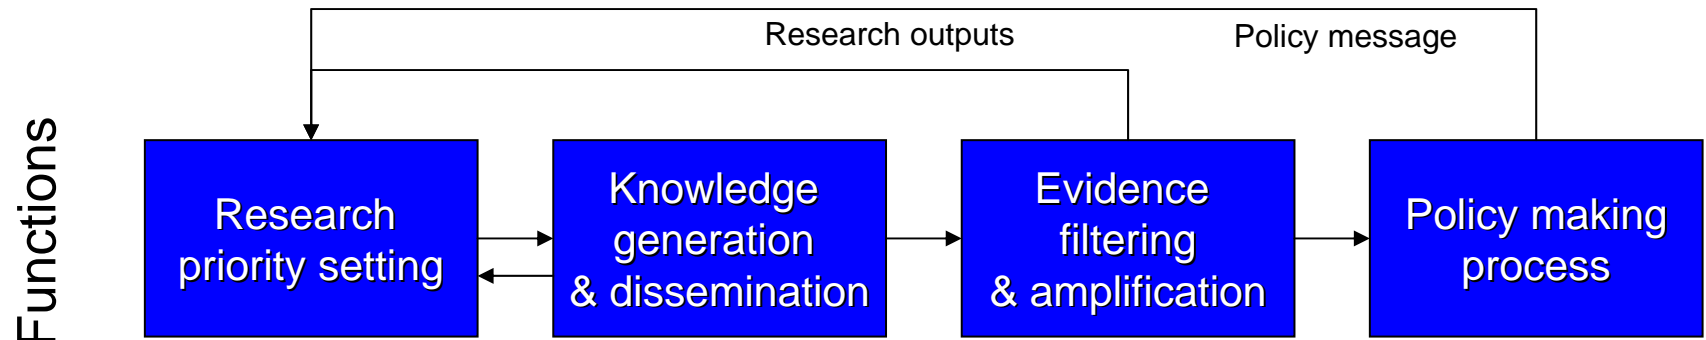 Research outputs
Policy message
Functions
Research
priority setting
Knowledge
generation
& dissemination
Evidence
filtering
& amplification
Policy making
process